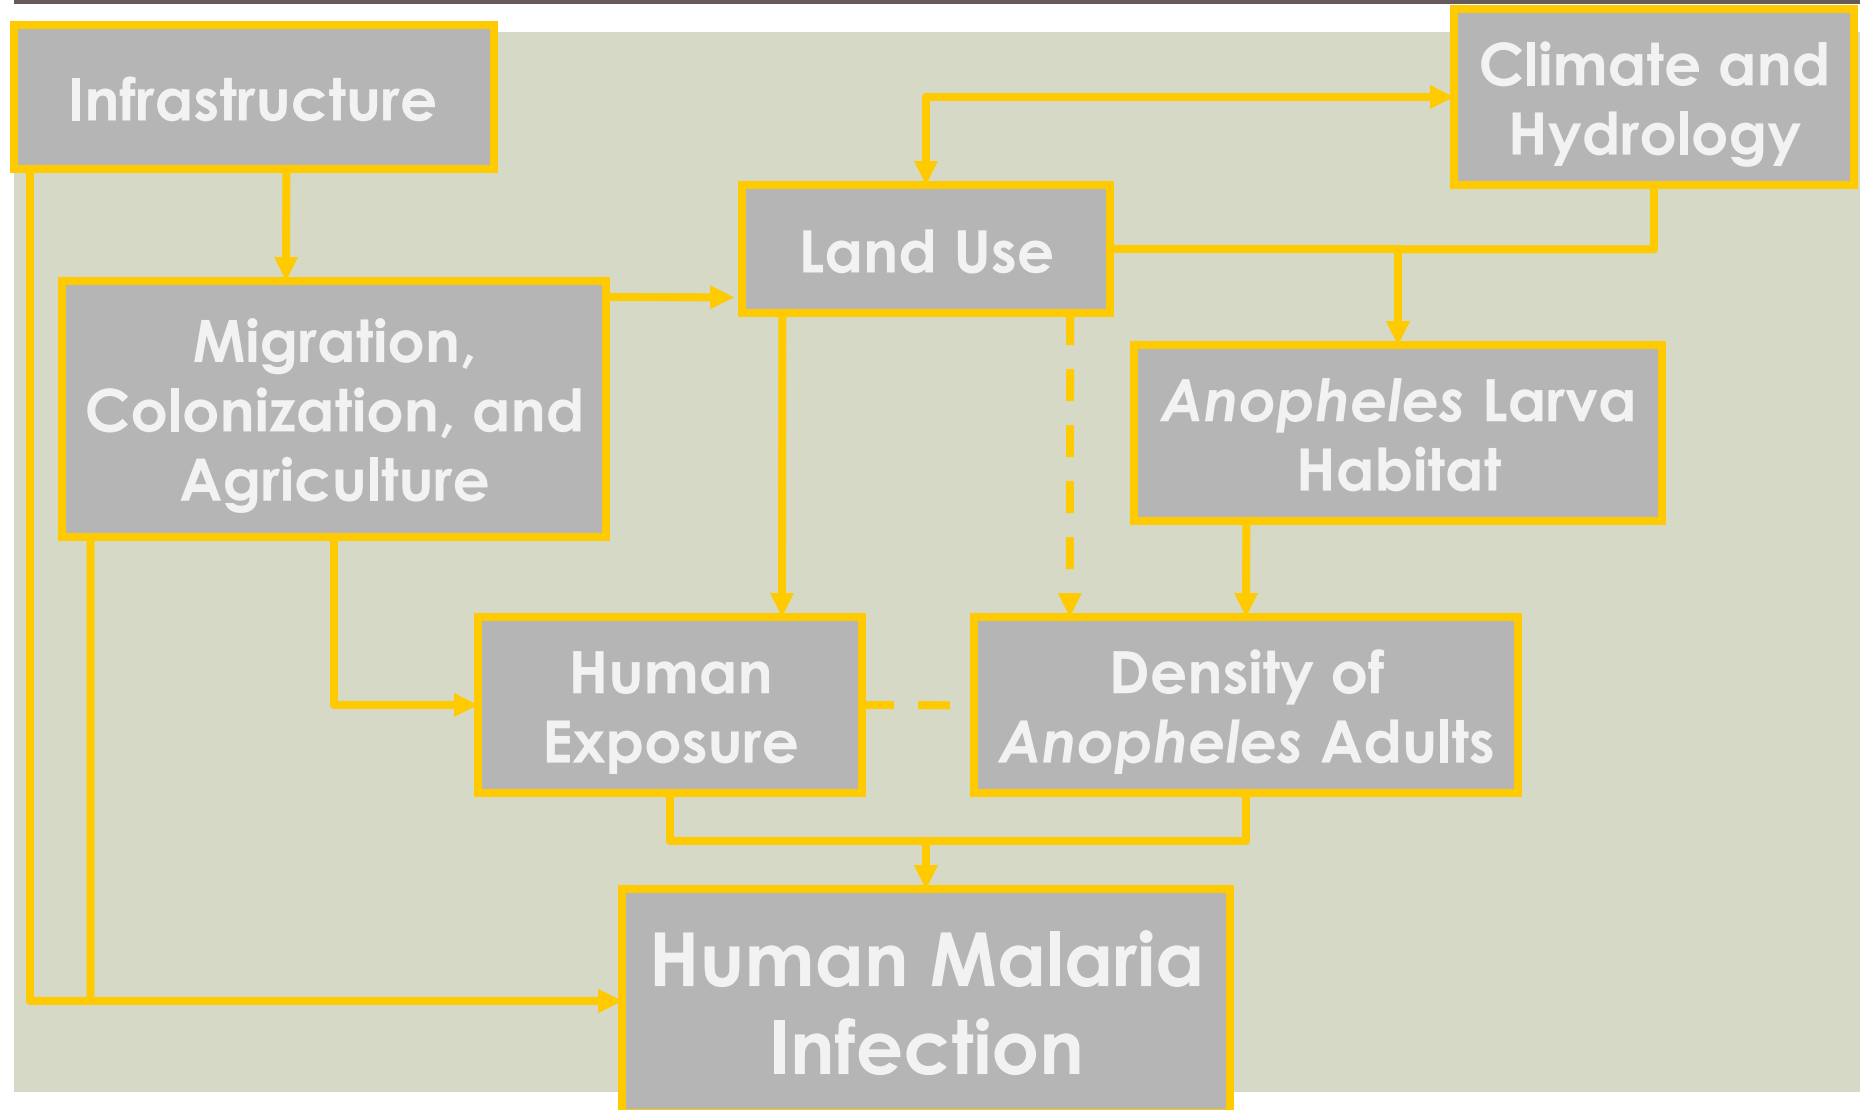 Infrastructure
Climate and
Hydrology
Land Use
Migration,
Colonization, and
Agriculture
Anopheles Larva
Habitat
Human
Exposure
Density of
Anopheles Adults
Human Malaria
Infection